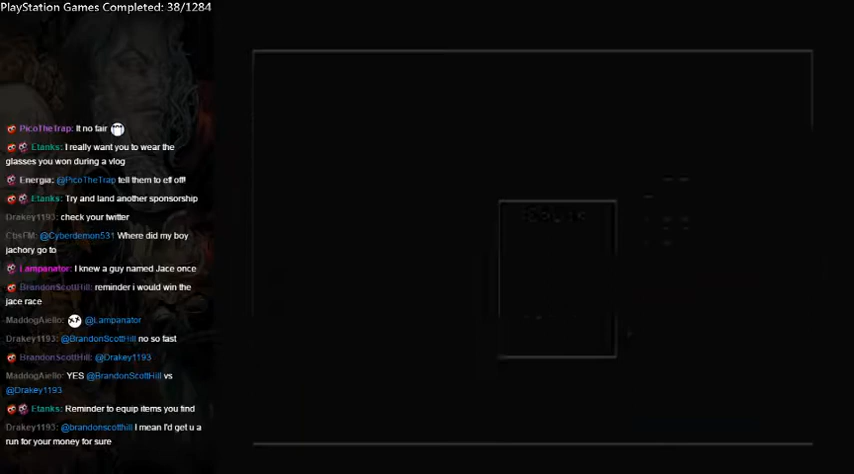 PlayStation Games Completed: 38/1284
PicoTheTrap: It no fair
Etanks: I really want you to wear the
glasses you won during a vlog
Energia: @PicoTheTrap tell them to eff off!
Etanks: Try and land another sponsorship
Drakey1193: check your twitter
@Cyberdemon531 Where did my boy
jachory go to
Lampanator: I knew a guy named Jace once
BrandonScottHill: reminder i would win the
jace race
MaddogAiello: @Lampanator
Drakey1193: @BrandonScottHill no so fast
BrandonScottHill: @Drakey1193
MaddogAiello: YES @BrandonScottHill vs
@Drakey1193
Etanks: Reminder to equip items you find
Drakey1193: @brandonscotthill I mean I'd get u a
run for your money for sure